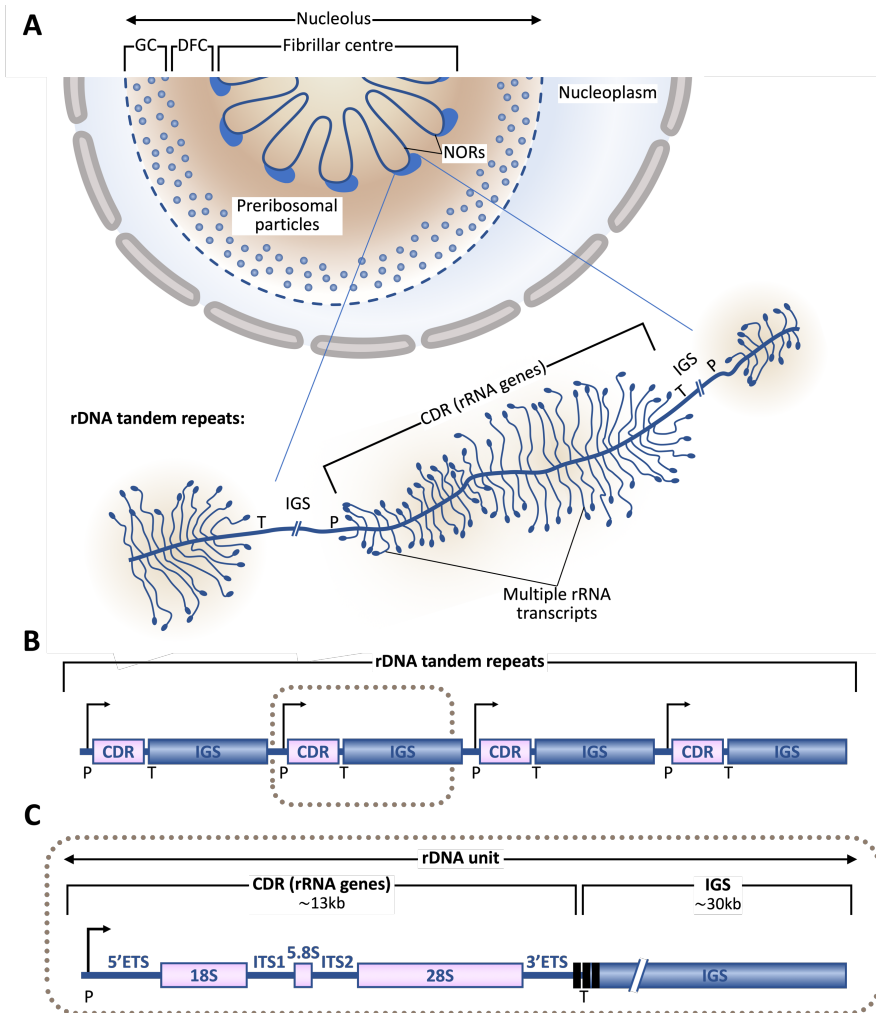 A
Nucleolus
GC
DFC
Fibrillar centre
Nucleoplasm
NORs
Preribosomal
particles
CDR (rRNA genes)
IGS
T
P
rDNA tandem repeats:
T
IGS
P
Multiple rRNA
transcripts
B
rDNA tandem repeats
CDR
IGS
CDR
IGS
CDR
IGS
CDR
IGS
P
T
P
T
P
T
P
T
C
rDNA unit
CDR (rRNA genes)
~13kb
IGS
~30kb
5’ETS
18S
ITS1
5.8S
ITS2
28S
3’ETS
IGS
P
T